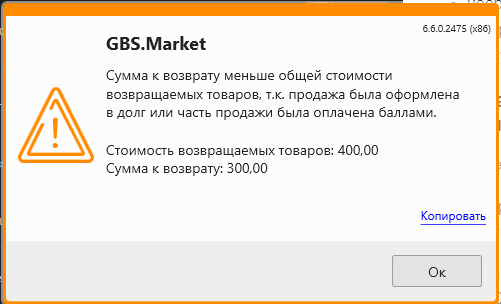 6.6.0.2475 (x86)
GBS.Market
Сумма к возврату меньше общей стоимости
возвращаемых товаров, т.к. продажа была оформлена
в долг или часть продажи была оплачена баллами.
Стоимость возвращаемых товаров: 400,00
Сумма к возврату: 300,00
Копировать
Ок